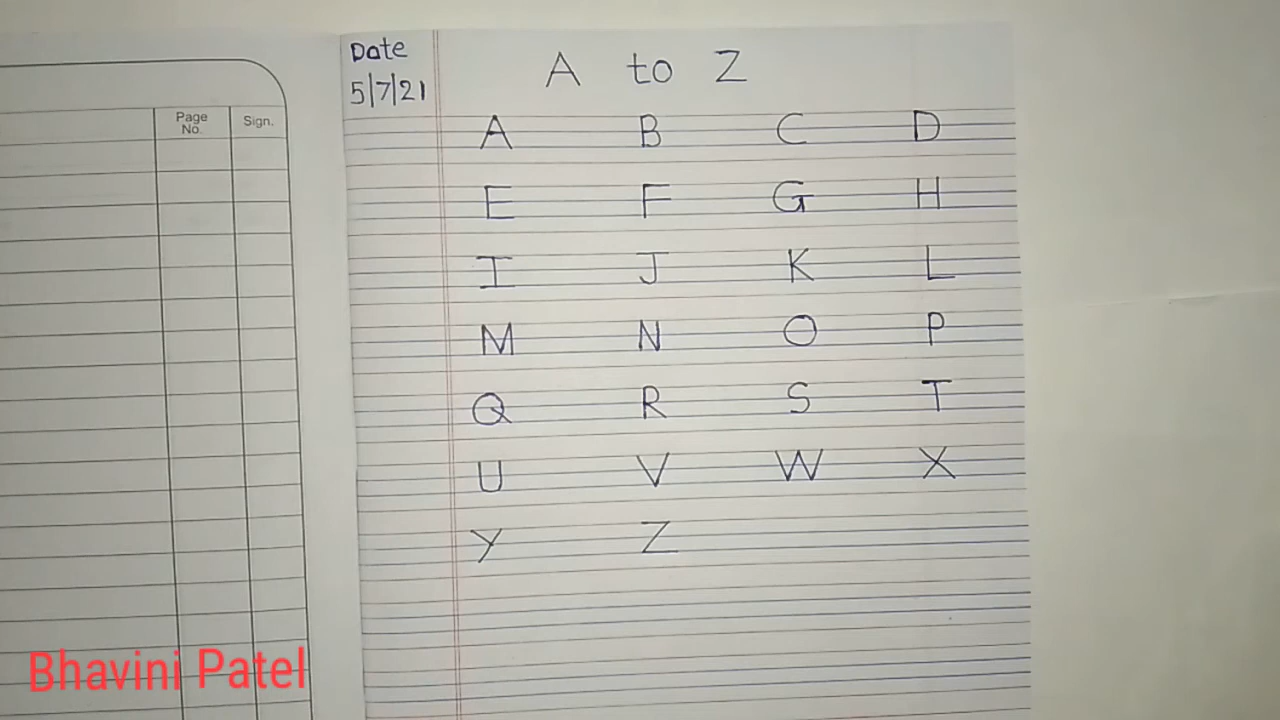 Page No.
Sign.
Date
5/7/21
A to Z
A B C D
E F G H
I J K L
M N O P
Q R S T
U V W X
Y Z
Bhavini Patel